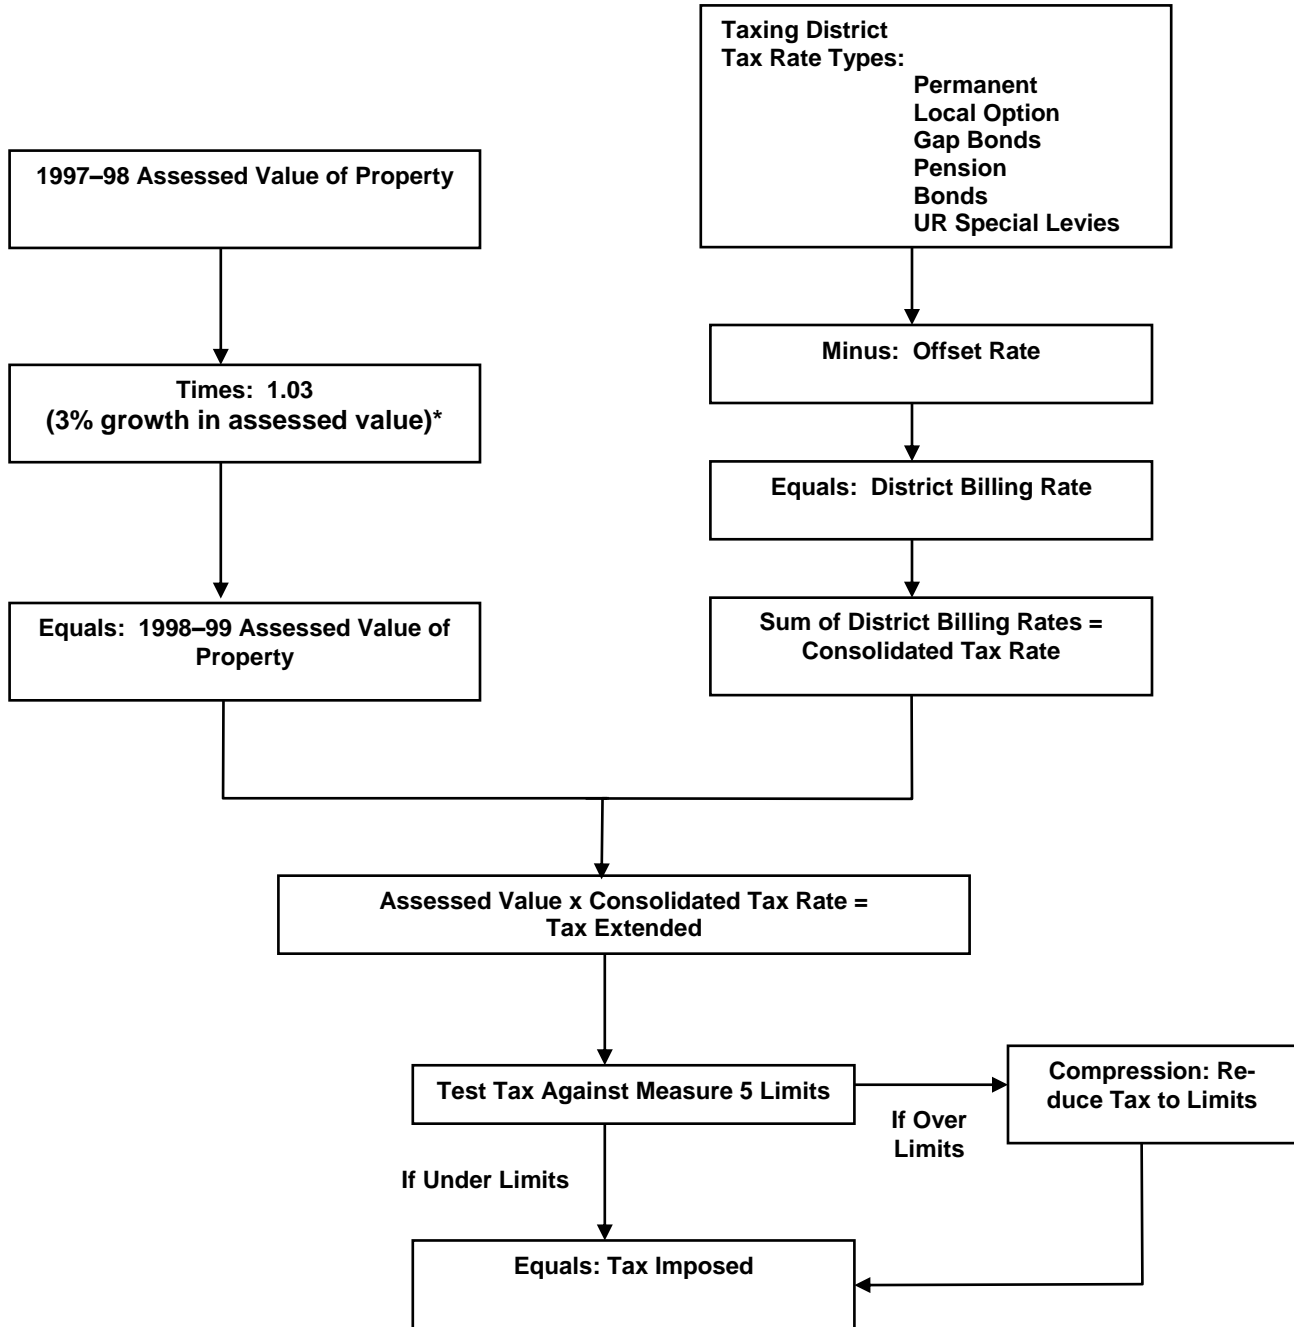 Taxing District
Tax Rate Types:
Permanent
Local Option
Gap Bonds
Pension
Bonds
UR Special Levies
1997–98 Assessed Value of Property
Minus: Offset Rate
Times: 1.03
(3% growth in assessed value)*
Equals: District Billing Rate
Equals: 1998–99 Assessed Value of
Property
Sum of District Billing Rates =
Consolidated Tax Rate
Assessed Value x Consolidated Tax Rate =
Tax Extended
Test Tax Against Measure 5 Limits
If Over
Limits
Compression: Re-
duce Tax to Limits
If Under Limits
Equals: Tax Imposed